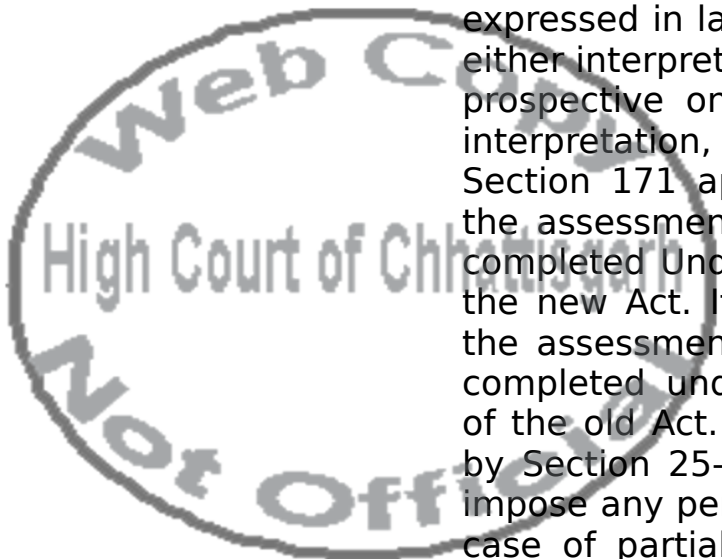 Web Copy
High Court of Chhattisgarh
Not Official
expressed in la
either interpret
prospective on
interpretation,
Section 171 ap
the assessmen
completed Und
the new Act. I
the assessmen
completed und
of the old Act.
by Section 25-
impose any pe
case of partial